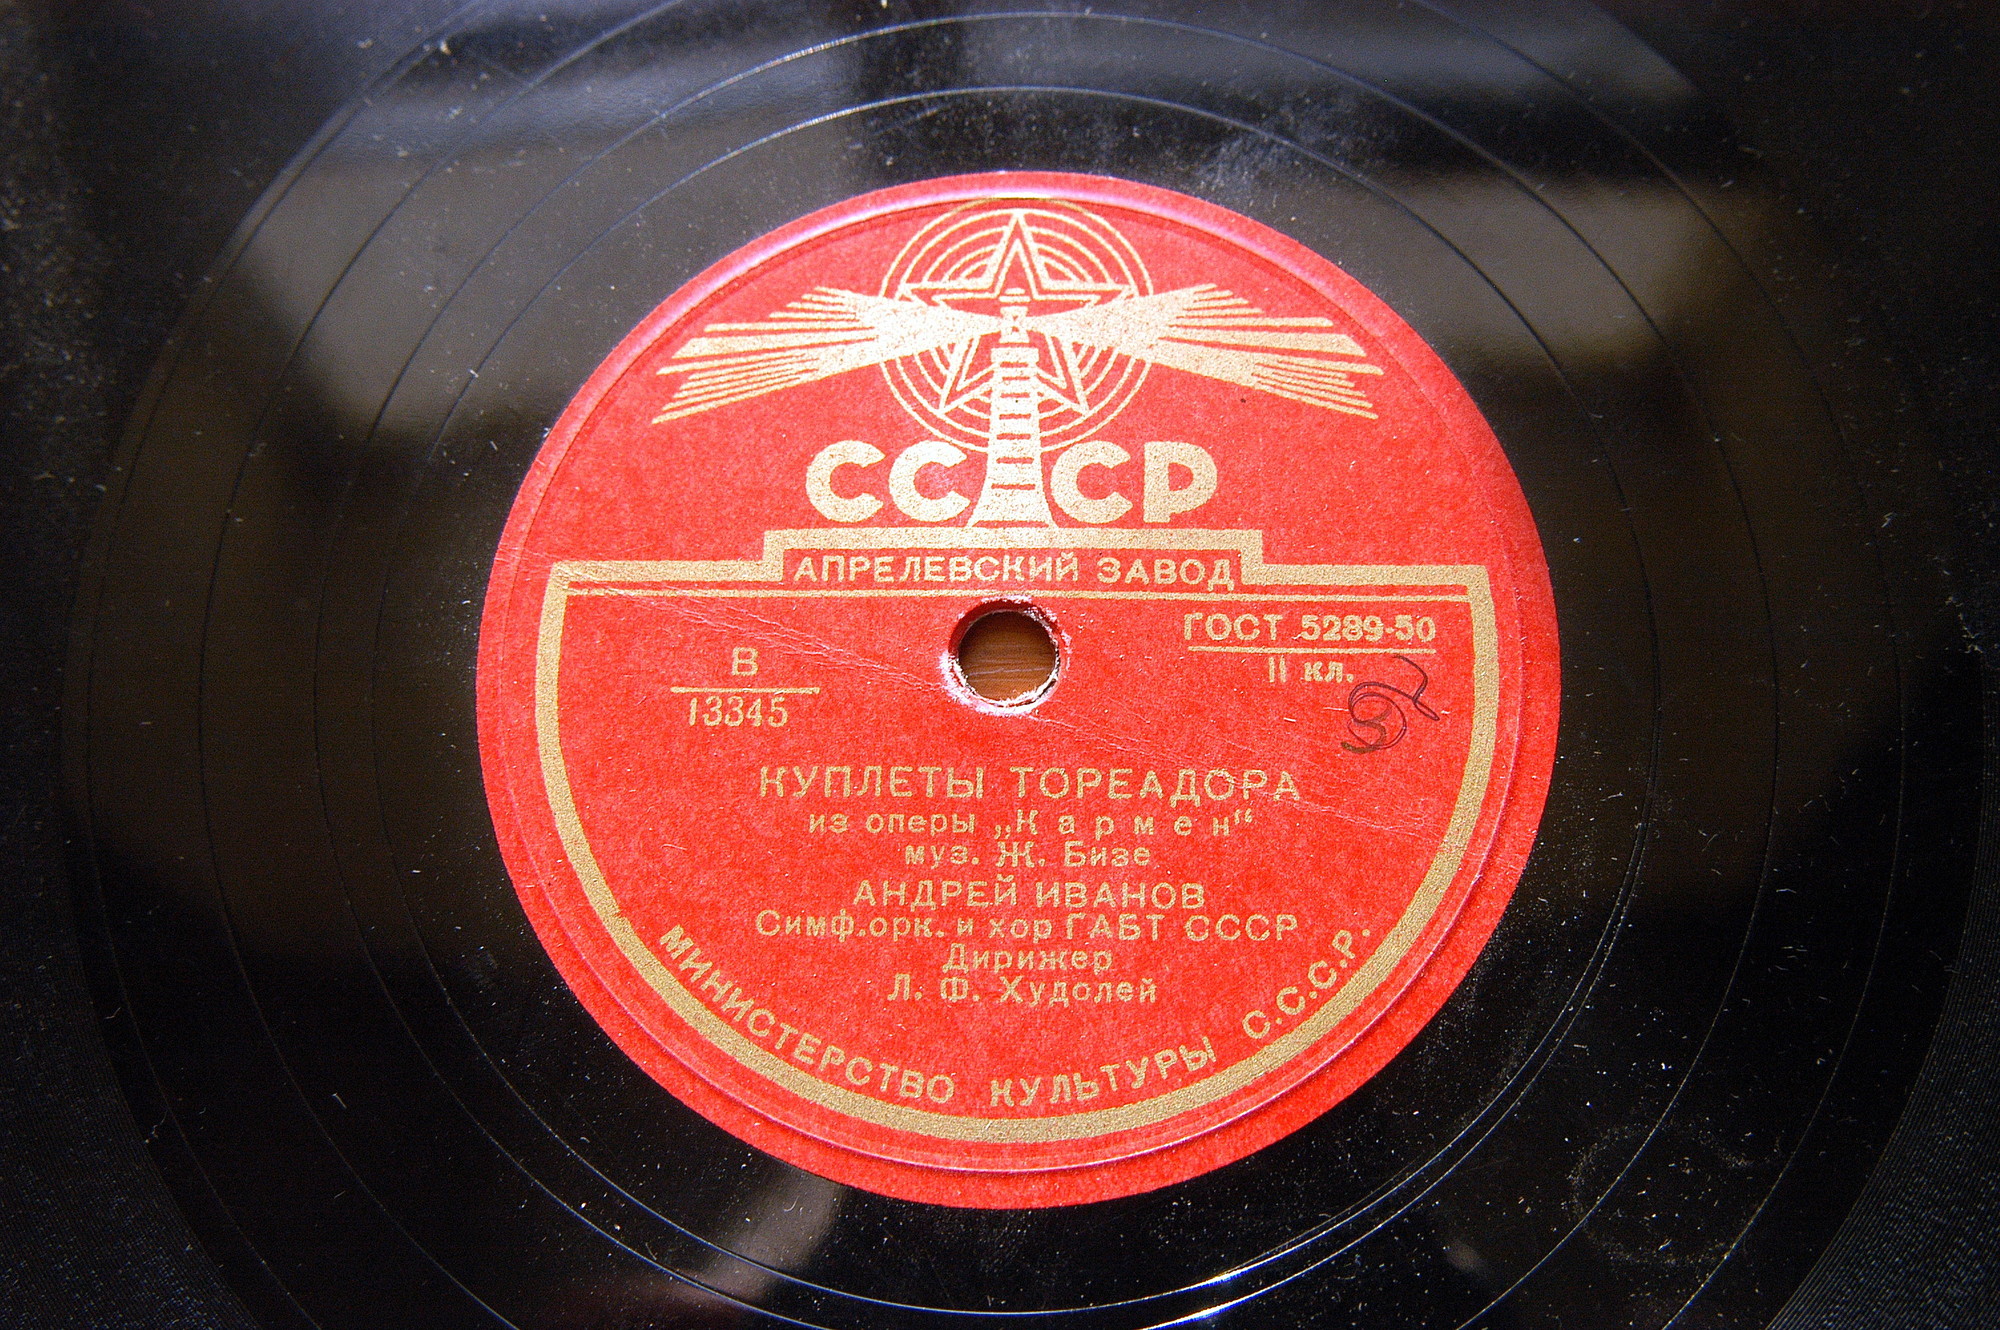 СССР
АПРЕЛЕВСКИЙ ЗАВОД
ГОСТ 5289-50
II кл.
В
13345
КУПЛЕТЫ ТОРЕАДОРА
из оперы „Кармен“
муз. Ж. Бизе
АНДРЕЙ ИВАНОВ
Симф.орк. и хор ГАБТ СССР
Дирижер
Л. Ф. Худолей
МИНИСТЕРСТВО КУЛЬТУРЫ С.С.С.Р.